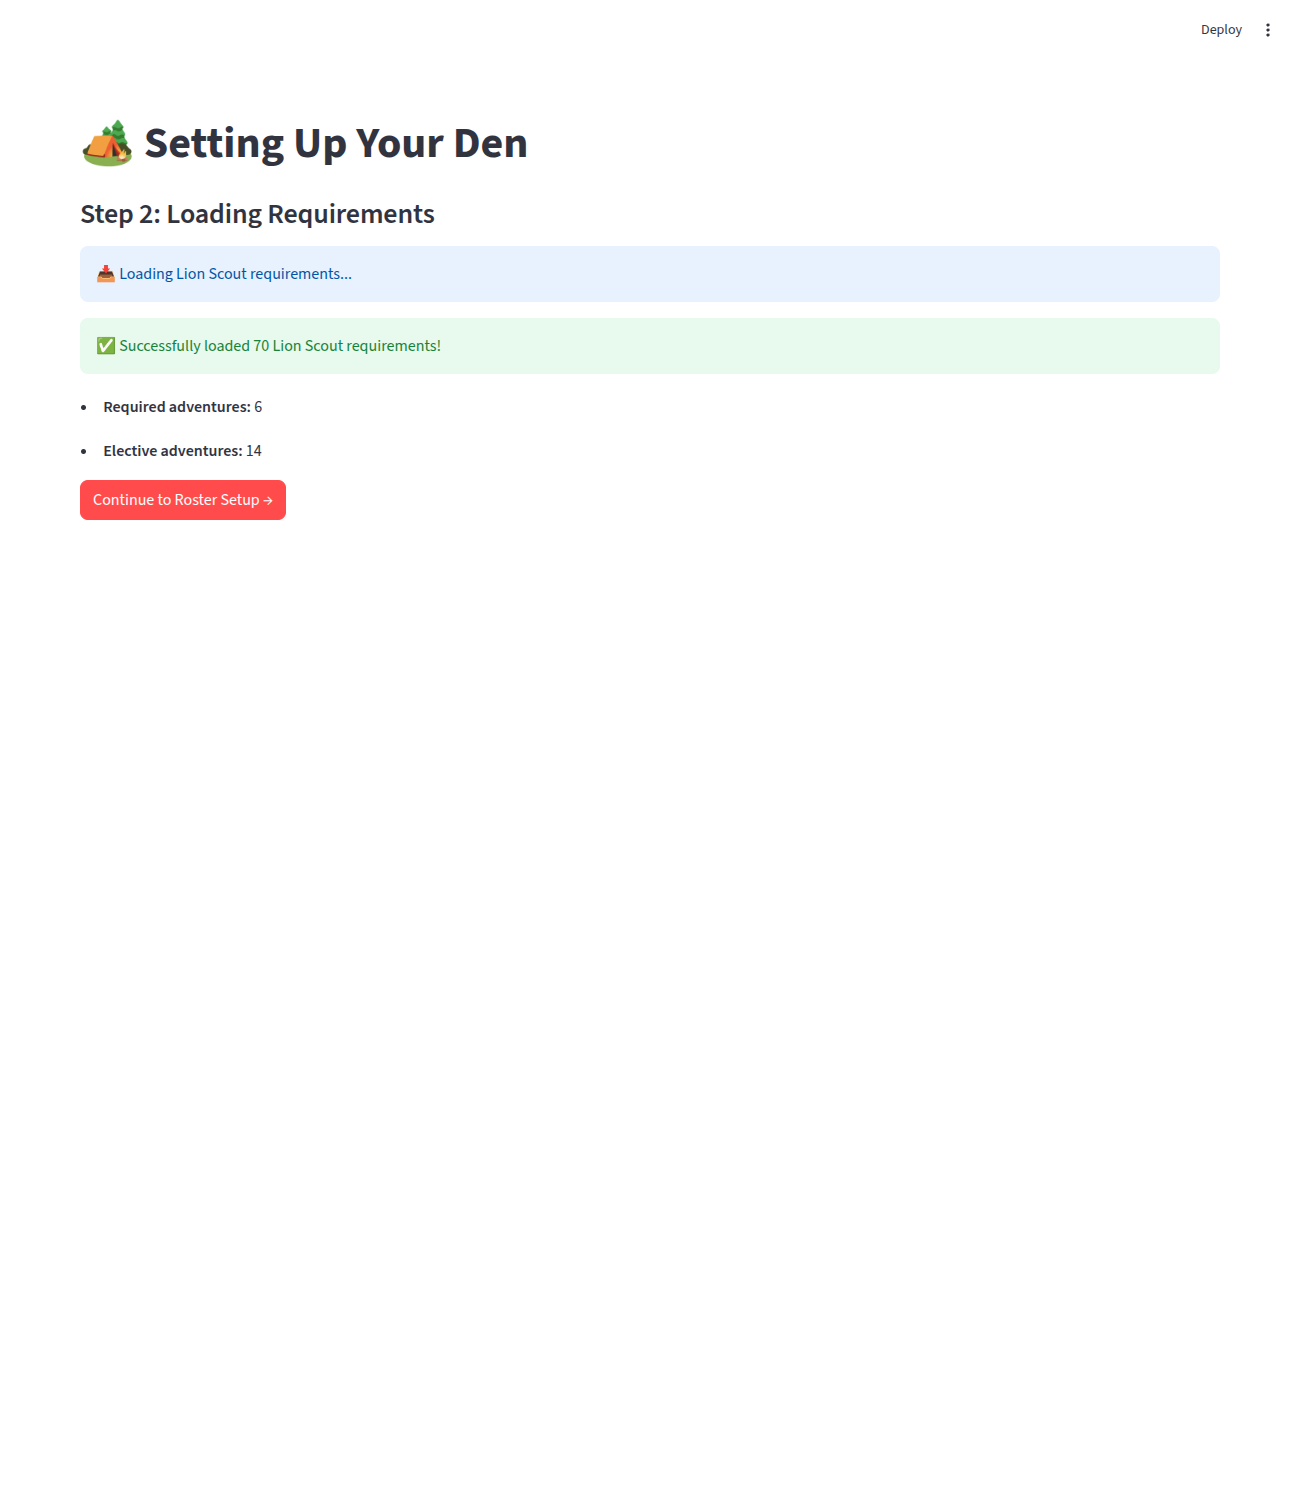 Deploy
🏕️ Setting Up Your Den
Step 2: Loading Requirements
📥 Loading Lion Scout requirements...
✅ Successfully loaded 70 Lion Scout requirements!
• Required adventures: 6
• Elective adventures: 14
Continue to Roster Setup →